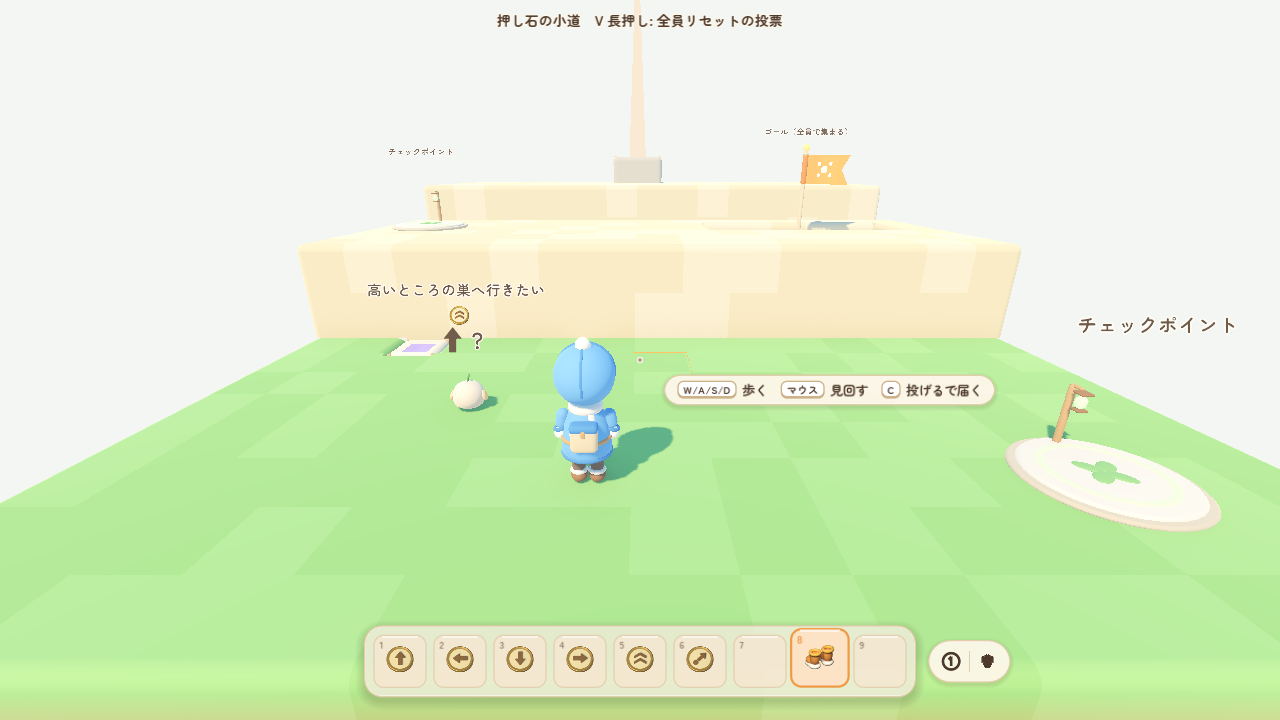 押し石の小道　V 長押し: 全員リセットの投票
ゴール（全員で集まる）
チェックポイント
高いところの巣へ行きたい
?
チェックポイント
W/A/S/D 歩く マウス 見回す C 投げるで届く
1 2 3 4 5 6 7 8 9
1